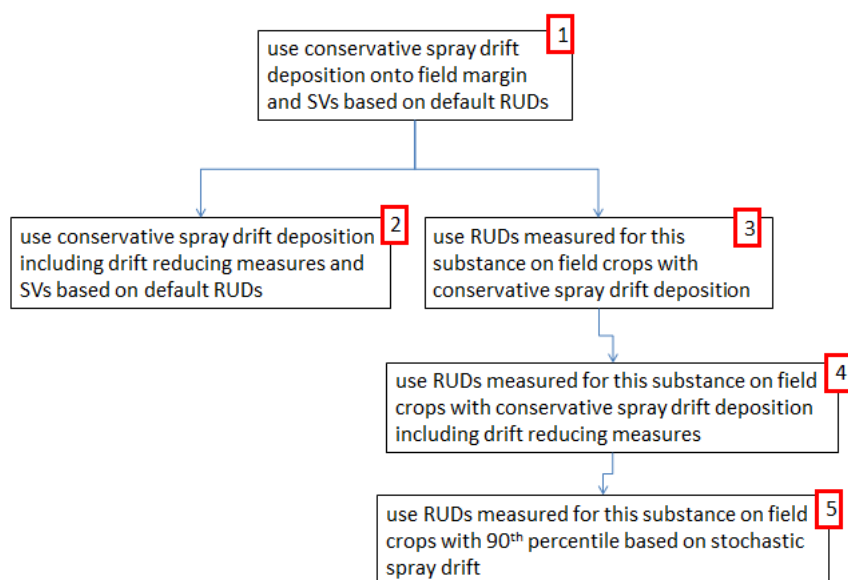 1
use conservative spray drift
deposition onto field margin
and SVs based on default RUDs
2
use conservative spray drift deposition
including drift reducing measures and
SVs based on default RUDs
3
use RUDs measured for this
substance on field crops with
conservative spray drift deposition
4
use RUDs measured for this substance on field
crops with conservative spray drift deposition
including drift reducing measures
5
use RUDs measured for this substance on field
crops with 90th percentile based on stochastic
spray drift